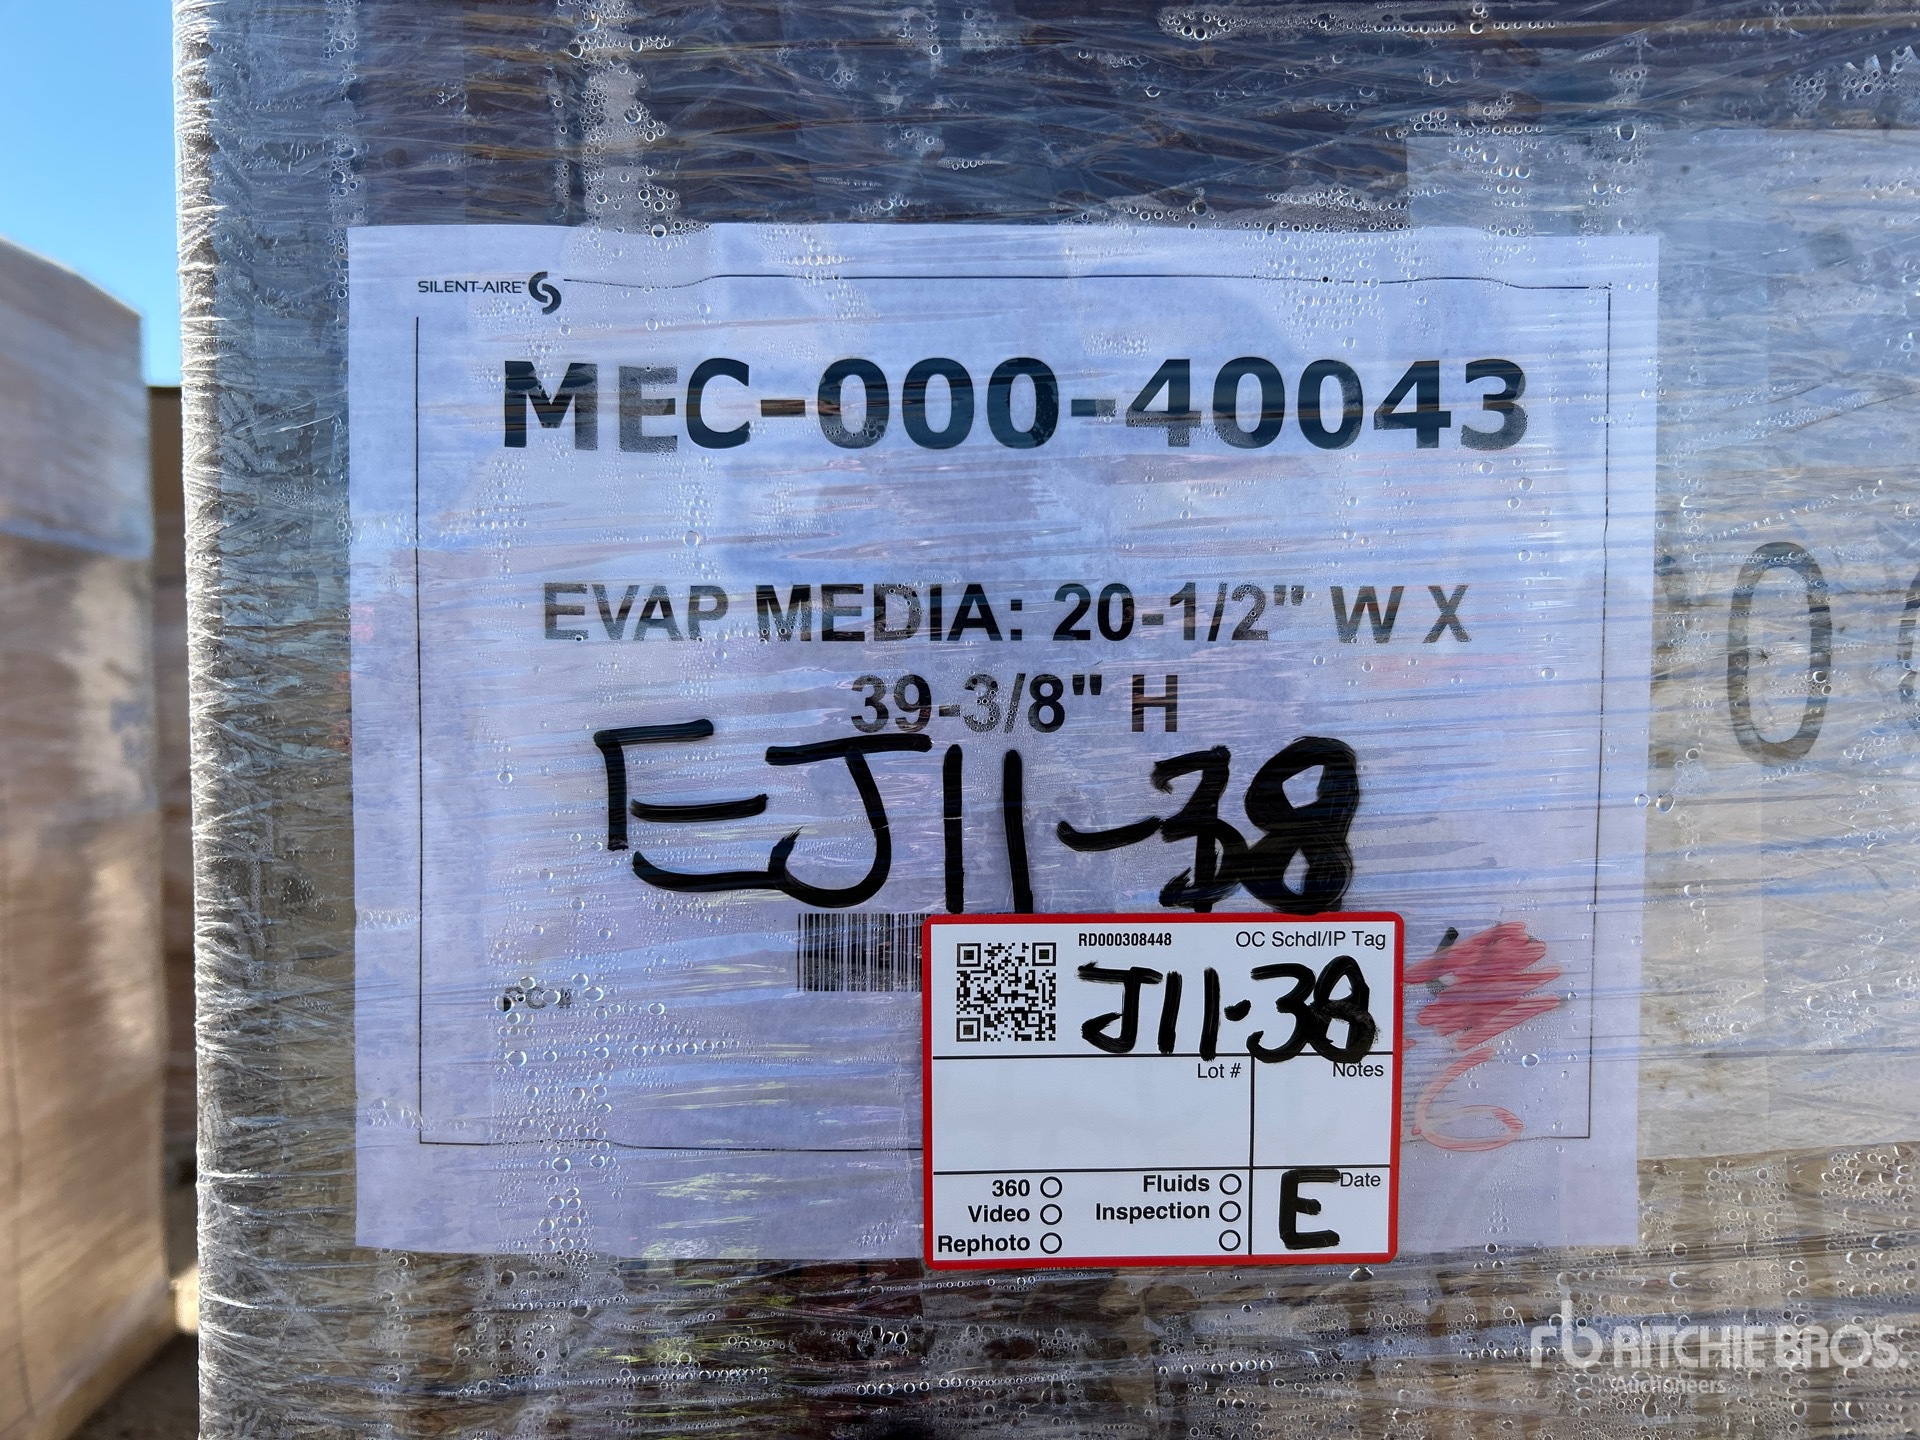 SILENT-AIRE
MEC-000-40043
EVAP MEDIA: 20-1/2" W X
39-3/8" H
EJ11-38
RD000308448 OC Schdl/IP Tag
J11-38
Lot # Notes
360 Fluids Date
Video Inspection E
Rephoto
rb RITCHIE BROS.
Auctioneers